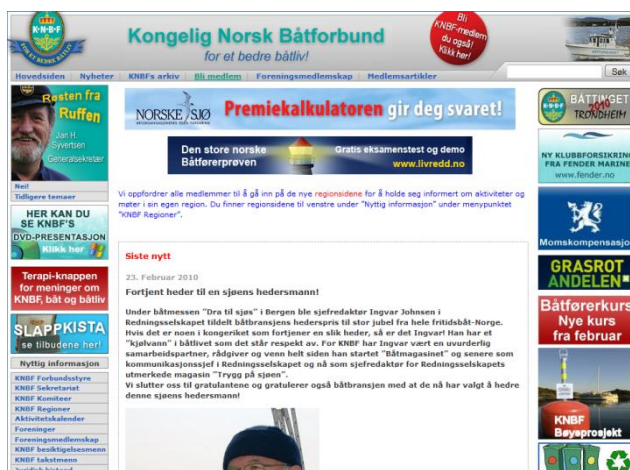 K·N·B·F
FOR ET BEDRE BÅTLIV
Kongelig Norsk Båtforbund
for et bedre båtliv!
Bli
KNBF-medlem
du også!
Klikk her!
Hovedsiden
Nyheter
KNBFs arkiv
Bli medlem
Foreningsmedlemskap
Medlemsartikler
Søk
Røsten fra
Ruffen
Jan H.
Syvertsen
Generalsekretær
Nei!
Tidligere temaer
HER KAN DU
SE KNBF'S
DVD-PRESENTASJON
Klikk her
Terapi-knappen
for meninger om
KNBF, båt og båtliv
SLAPPKISTA
se tilbudene her!
Nyttig informasjon
KNBF Forbundsstyre
KNBF Sekretariat
KNBF Komiteer
KNBF Regioner
Aktivitetskalender
Foreninger
Foreningsmedlemskap
KNBF besiktigelsesmenn
KNBF takstmenn
Juridisk bistand
NORSKE SJØ
Premiekalkulatoren gir deg svaret!
Den store norske
Båtførerprøven
Gratis eksamenstest og demo
www.livredd.no
Vi oppfordrer alle medlemmer til å gå inn på de nye regionsidene for å holde seg informert om aktiviteter og
møter i sin egen region. Du finner regionsidene til venstre under "Nyttig informasjon" under menypunktet
"KNBF Regioner".
Siste nytt
23. Februar 2010
Fortjent heder til en sjøens hedersmann!
Under båtmessen "Dra til sjøs" i Bergen ble sjefredaktør Ingvar Johnsen i
Redningsselskapet tildelt båtbransjens hederspris til stor jubel fra hele fritidsbåt-Norge.
Hvis det er noen i kongeriket som fortjener en slik heder, så er det Ingvar! Han har et
"kjølvann" i båtlivet som det står respekt av. For KNBF har Ingvar vært en uvurderlig
samarbeidspartner, rådgiver og venn helt siden han startet "Båtmagasinet" og senere som
kommunikasjonssjef i Redningsselskapet og nå som sjefredaktør for Redningsselskapets
utmerkede magasin "Trygg på sjøen".
Vi slutter oss til gratulantene og gratulerer også båtbransjen med at de nå har valgt å hedre
denne sjøens hedersmann!
BÅTTINGET
2010
TRONDHEIM
NY KLUBBFORSIKRING
FRA FENDER MARINE
www.fender.no
Momskompensasjon
GRASROT
ANDELEN
Båtførerkurs
Nye kurs
fra februar
KNBF
Bøyeprosjekt